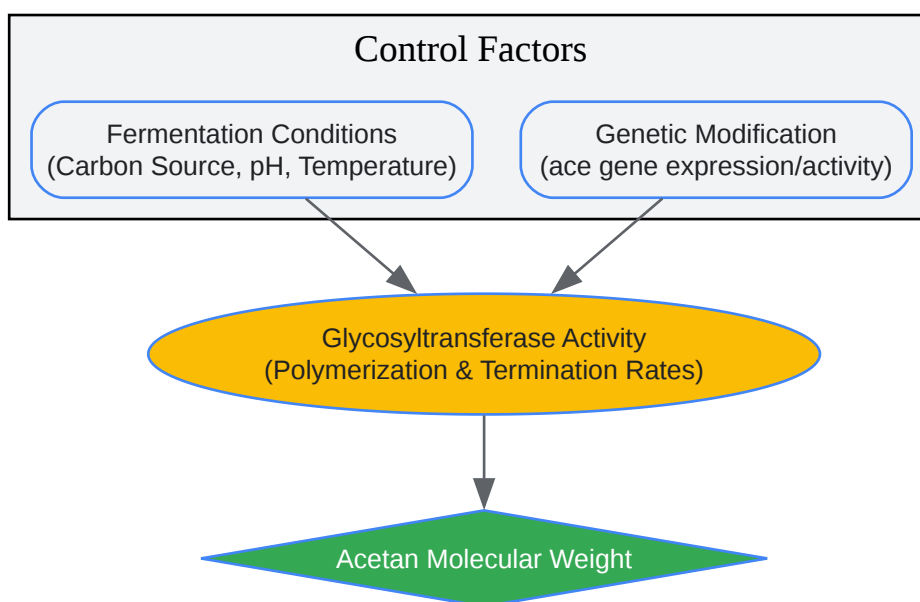 Control Factors
Fermentation Conditions
(Carbon Source, pH, Temperature)
Genetic Modification
(ace gene expression/activity)
Glycosyltransferase Activity
(Polymerization & Termination Rates)
Acetan Molecular Weight